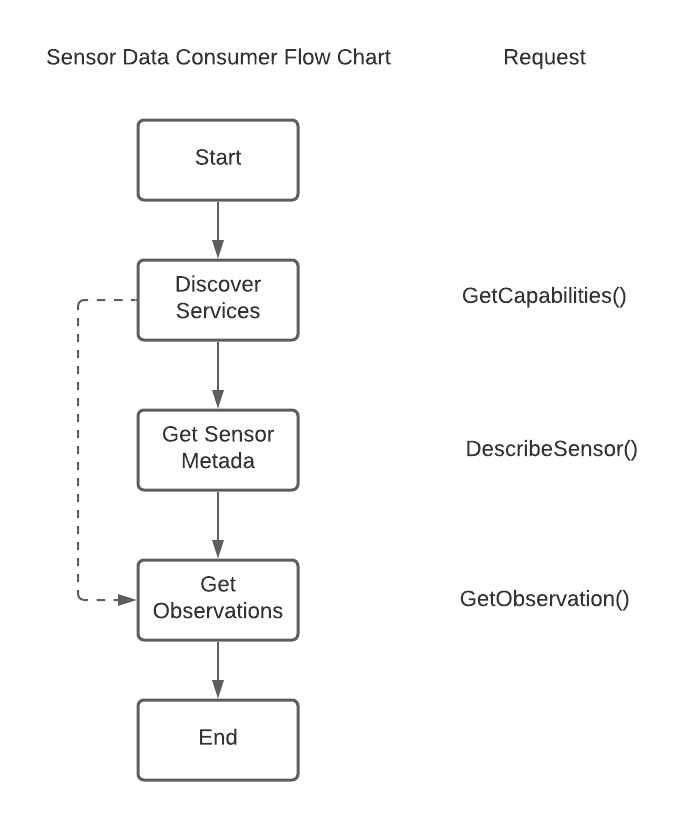 Sensor Data Consumer Flow Chart
Request
Start
Discover
Services
GetCapabilities()
Get Sensor
Metada
DescribeSensor()
Get
Observations
GetObservation()
End